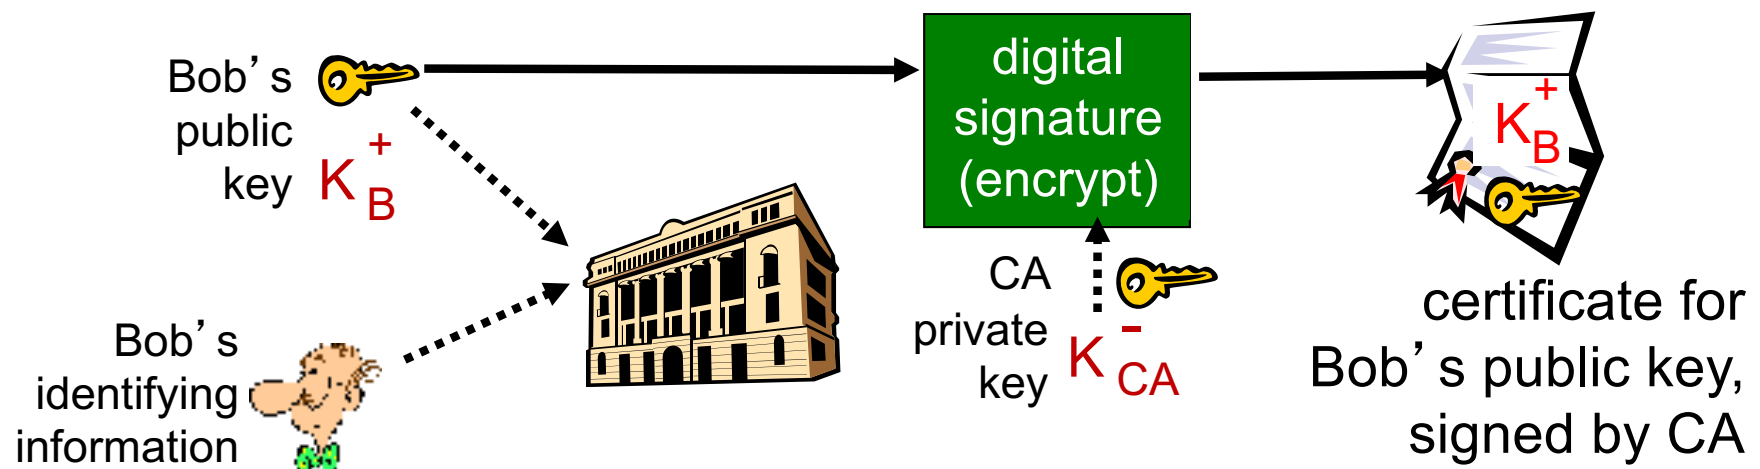 Bob's
public
key K+B
digital
signature
(encrypt)
K+B
Bob's
identifying
information
CA
private
key K-CA
certificate for
Bob's public key,
signed by CA